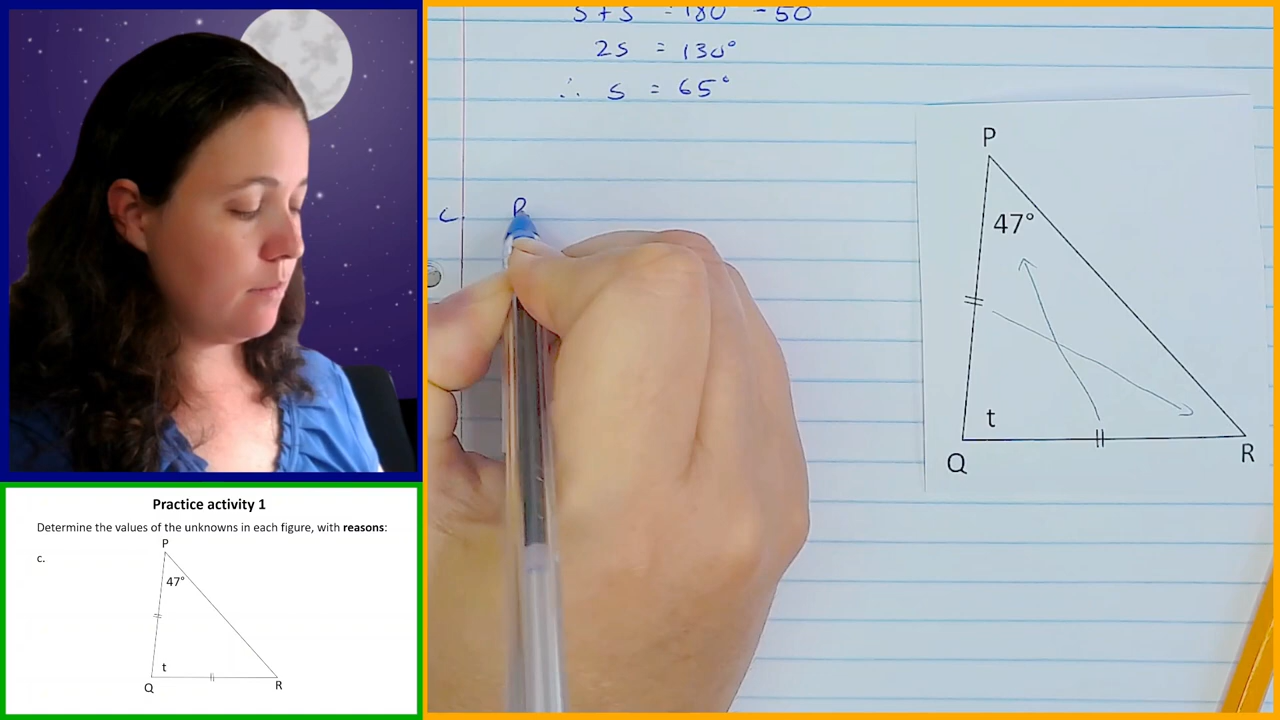 s + s = 180° - 50
2s = 130°
∴ s = 65°
c. R
P
47°
t
Q
R
Practice activity 1
Determine the values of the unknowns in each figure, with reasons:
c.
P
47°
t
Q
R